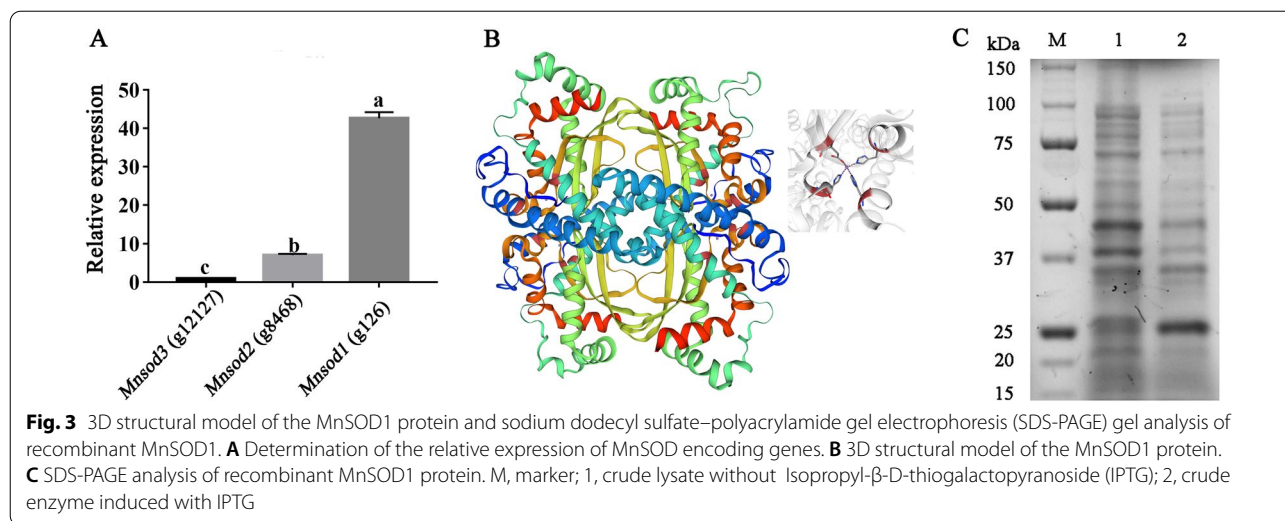 A
Relative expression
50
40
30
20
10
0
c
b
a
Mnsod3 (g12127)
Mnsod2 (g8468)
Mnsod1 (g126)
B
C kDa M 1 2
150
100
75
50
37
25
20
15
Fig. 3 3D structural model of the MnSOD1 protein and sodium dodecyl sulfate–polyacrylamide gel electrophoresis (SDS-PAGE) gel analysis of
recombinant MnSOD1. A Determination of the relative expression of MnSOD encoding genes. B 3D structural model of the MnSOD1 protein.
C SDS-PAGE analysis of recombinant MnSOD1 protein. M, marker; 1, crude lysate without Isopropyl-β-D-thiogalactopyranoside (IPTG); 2, crude
enzyme induced with IPTG